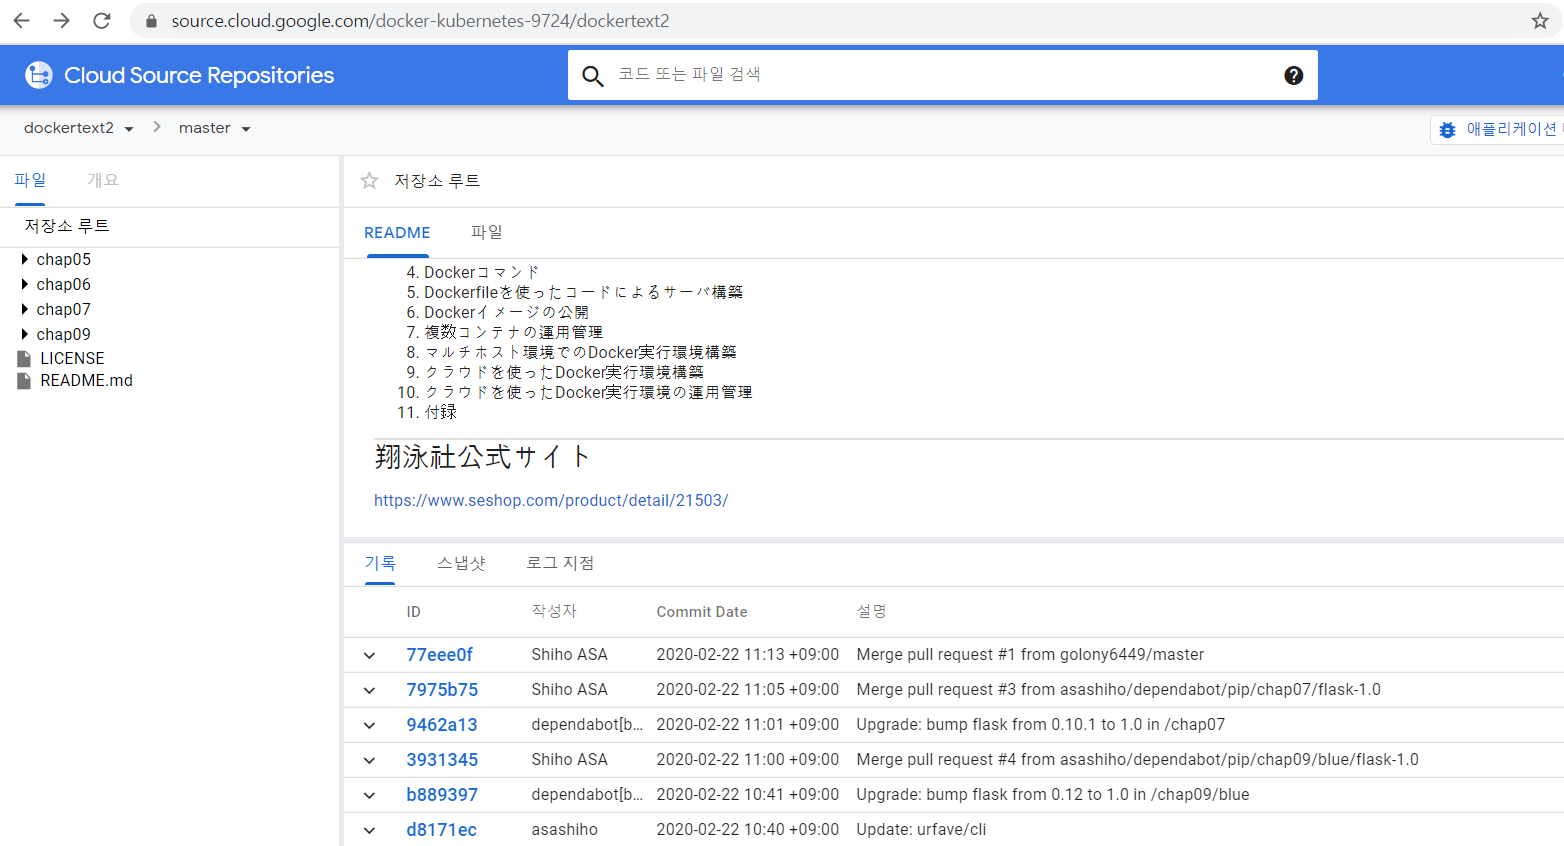 source.cloud.google.com/docker-kubernetes-9724/dockertext2
Cloud Source Repositories
코드 또는 파일 검색
dockertext2
master
애플리케이션
파일 개요
저장소 루트
chap05
chap06
chap07
chap09
LICENSE
README.md
저장소 루트
README 파일
4. Dockerコマンド
5. Dockerfileを使ったコードによるサーバ構築
6. Dockerイメージの公開
7. 複数コンテナの運用管理
8. マルチホスト環境でのDocker実行環境構築
9. クラウドを使ったDocker実行環境構築
10. クラウドを使ったDocker実行環境の運用管理
11. 付録
翔泳社公式サイト
https://www.seshop.com/product/detail/21503/
기록 스냅샷 로그 지점
ID 작성자 Commit Date 설명
77eee0f Shiho ASA 2020-02-22 11:13 +09:00 Merge pull request #1 from golony6449/master
7975b75 Shiho ASA 2020-02-22 11:05 +09:00 Merge pull request #3 from asashiho/dependabot/pip/chap07/flask-1.0
9462a13 dependabot[b... 2020-02-22 11:01 +09:00 Upgrade: bump flask from 0.10.1 to 1.0 in /chap07
3931345 Shiho ASA 2020-02-22 11:00 +09:00 Merge pull request #4 from asashiho/dependabot/pip/chap09/blue/flask-1.0
b889397 dependabot[b... 2020-02-22 10:41 +09:00 Upgrade: bump flask from 0.12 to 1.0 in /chap09/blue
d8171ec asashiho 2020-02-22 10:40 +09:00 Update: urfave/cli